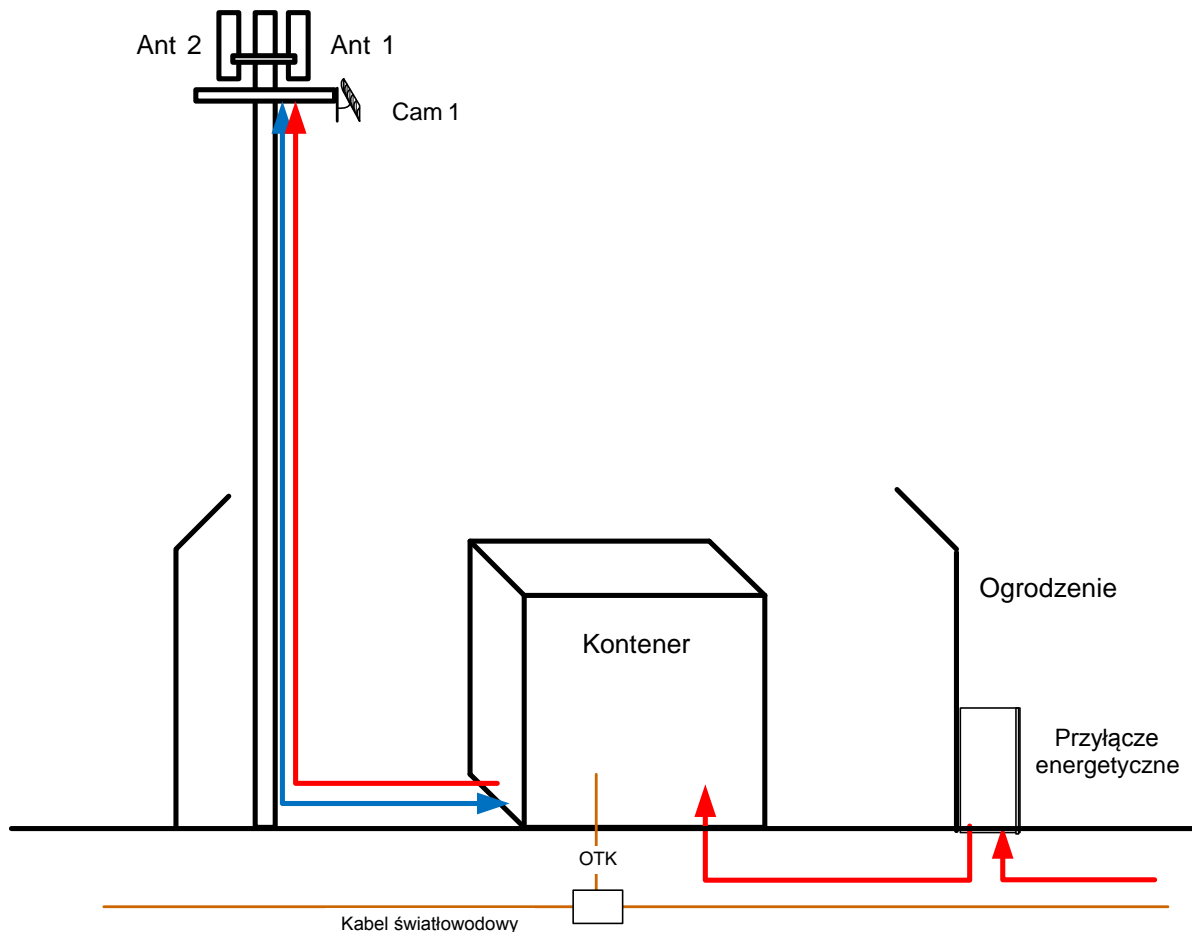 Ant 2
Ant 1
Cam 1
Ogrodzenie
Kontener
Przyłącze
energetyczne
OTK
Kabel światłowodowy